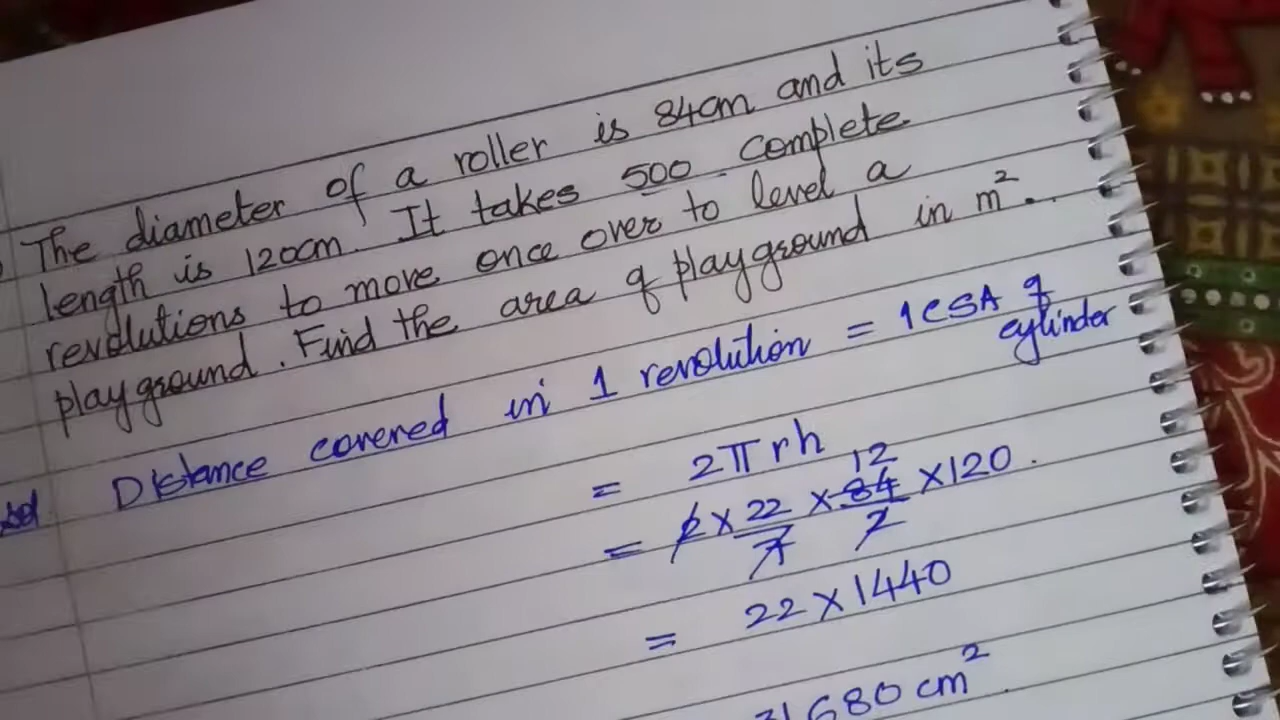 The diameter of a roller is 84cm and its
length is 120cm. It takes 500 complete
revolutions to move once over to level a
playground. Find the area of playground in m².
Distance covered in 1 revolution = 1 CSA of
cylinder
= 2πrh
12
= 2 × 22/7 × 84/2 × 120.
= 22 × 1440
31680 cm²